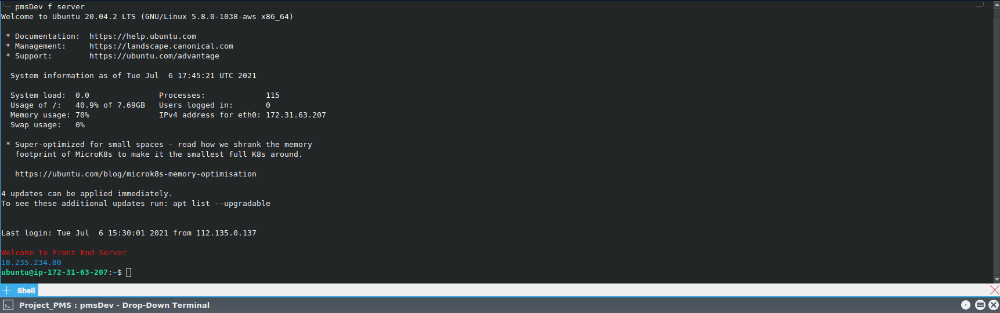 pmsDev f server
Welcome to Ubuntu 20.04.2 LTS (GNU/Linux 5.8.0-1038-aws x86_64)
* Documentation:  https://help.ubuntu.com
* Management:     https://landscape.canonical.com
* Support:        https://ubuntu.com/advantage
System information as of Tue Jul  6 17:45:21 UTC 2021
System load:  0.0               Processes:             115
Usage of /:   40.9% of 7.69GB   Users logged in:       0
Memory usage: 70%               IPv4 address for eth0: 172.31.63.207
Swap usage:   0%
* Super-optimized for small spaces - read how we shrank the memory
footprint of MicroK8s to make it the smallest full K8s around.
https://ubuntu.com/blog/microk8s-memory-optimisation
4 updates can be applied immediately.
To see these additional updates run: apt list --upgradable
Last login: Tue Jul  6 15:30:01 2021 from 112.135.0.137
Welcome to Front End Server
18.235.234.80
ubuntu@ip-172-31-63-207:~$
Shell
Project_PMS : pmsDev - Drop-Down Terminal